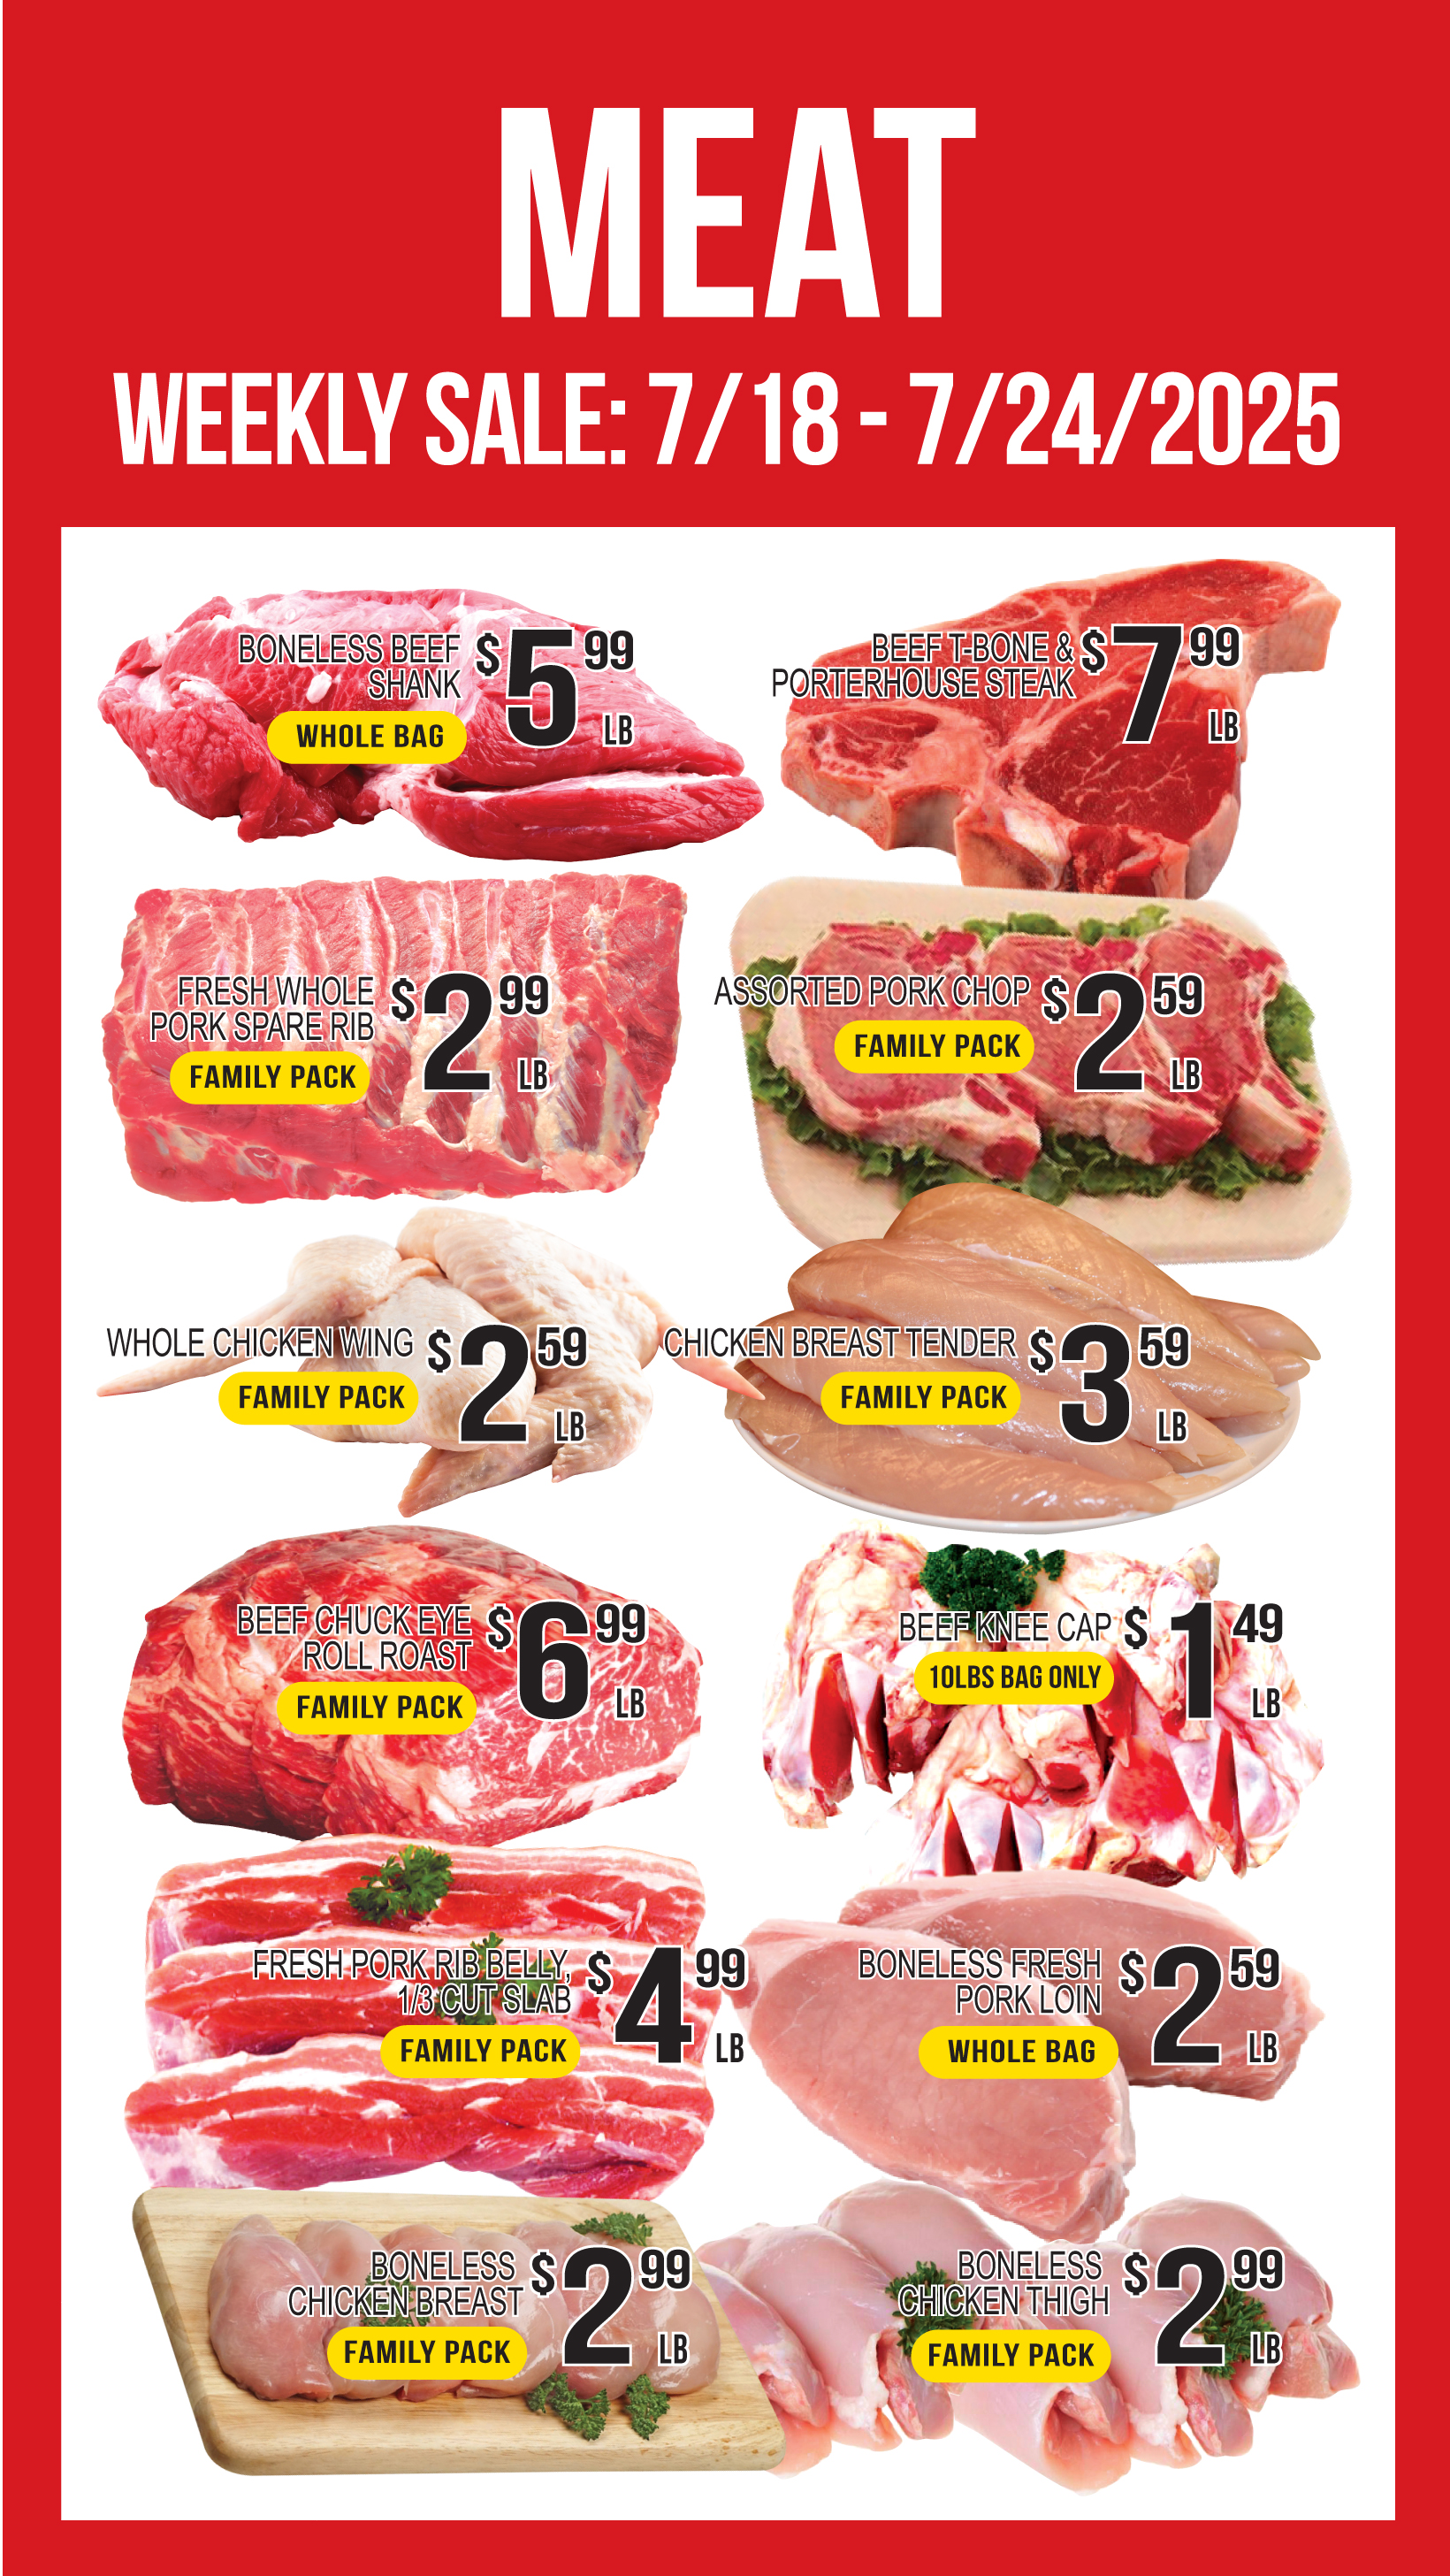 MEAT
WEEKLY SALE: 7/18 - 7/24/2025
BONELESS BEEF
SHANK
WHOLE BAG
$5 99
LB
BEEF T-BONE &
PORTERHOUSE STEAK
$7 99
LB
FRESH WHOLE
PORK SPARE RIB
FAMILY PACK
$2 99
LB
ASSORTED PORK CHOP
FAMILY PACK
$2 59
LB
WHOLE CHICKEN WING
FAMILY PACK
$2 59
LB
CHICKEN BREAST TENDER
FAMILY PACK
$3 59
LB
BEEF CHUCK EYE
ROLL ROAST
FAMILY PACK
$6 99
LB
BEEF KNEE CAP
10LBS BAG ONLY
$1 49
LB
FRESH PORK RIB BELLY,
1/3 CUT SLAB
FAMILY PACK
$4 99
LB
BONELESS FRESH
PORK LOIN
WHOLE BAG
$2 59
LB
BONELESS
CHICKEN BREAST
FAMILY PACK
$2 99
LB
BONELESS
CHICKEN THIGH
FAMILY PACK
$2 99
LB